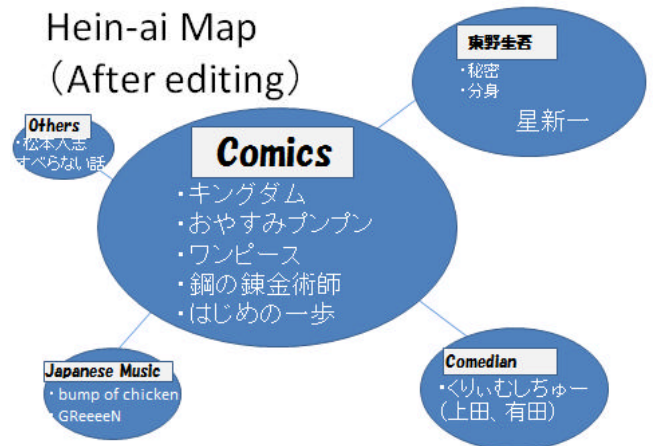 Hein-ai Map
（After editing）
東野圭吾
・秘密
・分身
星新一
Others
・松本人志
すべらない話
Comics
・キングダム
・おやすみプンプン
・ワンピース
・鋼の錬金術師
・はじめの一歩
Japanese Music
・bump of chicken
・GReeeeN
Comedian
・くりぃむしちゅー
(上田、有田)